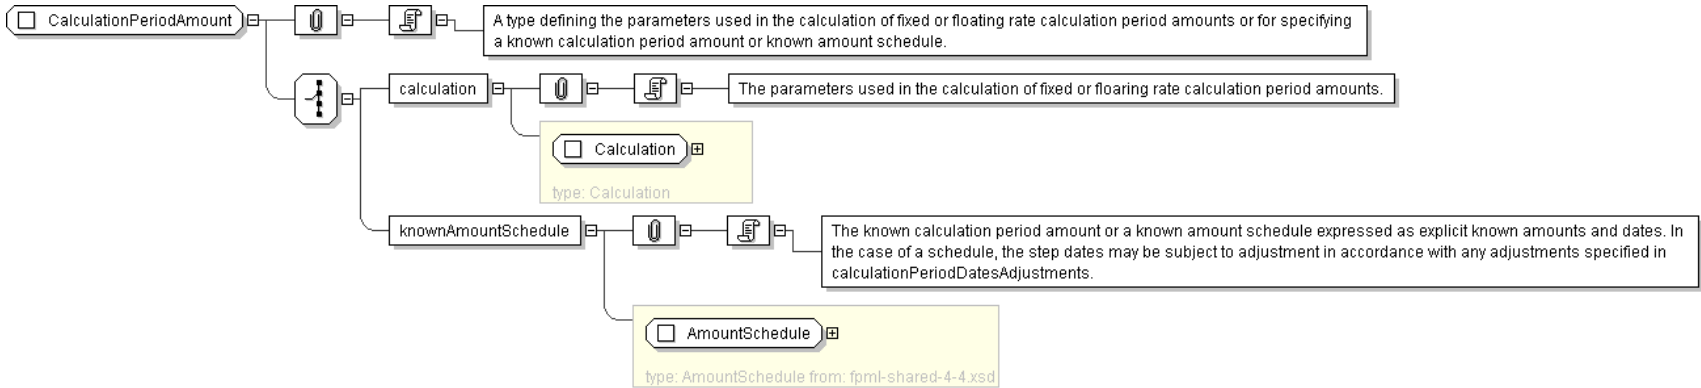 CalculationPeriodAmount
A type defining the parameters used in the calculation of fixed or floating rate calculation period amounts or for specifying
a known calculation period amount or known amount schedule.
calculation
The parameters used in the calculation of fixed or floaring rate calculation period amounts.
Calculation
type: Calculation
knownAmountSchedule
The known calculation period amount or a known amount schedule expressed as explicit known amounts and dates. In
the case of a schedule, the step dates may be subject to adjustment in accordance with any adjustments specified in
calculationPeriodDatesAdjustments.
AmountSchedule
type: AmountSchedule from: fpml-shared-4-4.xsd